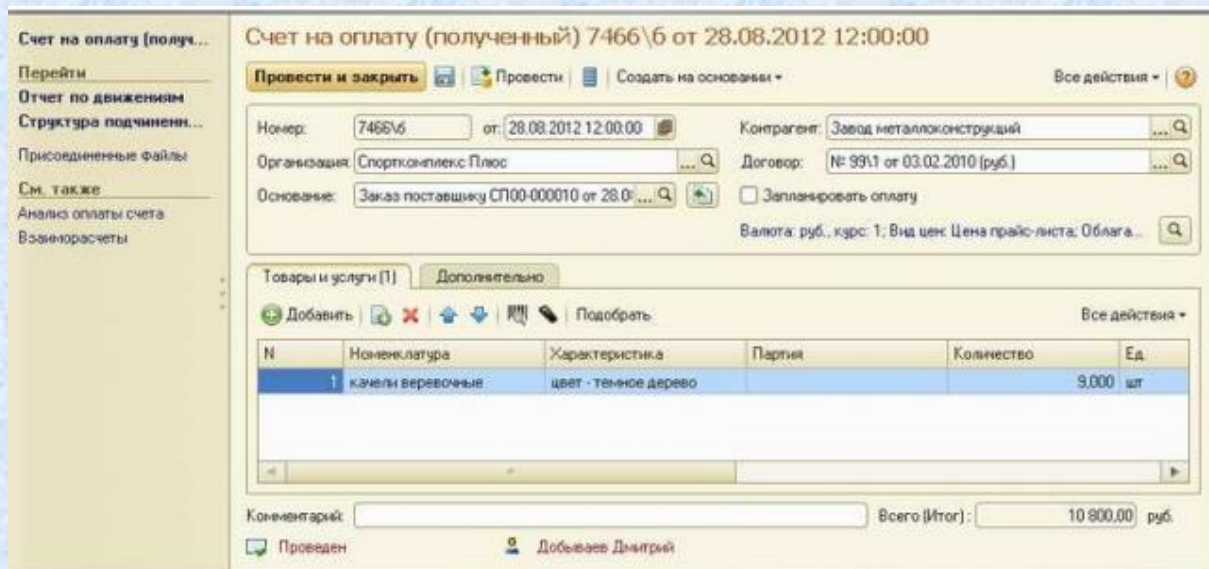 Счет на оплату (получ...
Перейти
Отчет по движениям
Структура подчиненн...
Присоединенные файлы
См. также
Анализ оплаты счета
Взаиморасчеты
Счет на оплату (полученный) 7466\б от 28.08.2012 12:00:00
Провести и закрыть Провести Создать на основании Все действия
Номер: 7466\б от: 28.08.2012 12:00:00 Контрагент: Завод металлоконструкций ...
Организация: Спорткомплекс Плюс ... Договор: № 99\1 от 03.02.2010 (руб.) ...
Основание: Заказ поставщику СП00-000010 от 28.0 ... Запланировать оплату
Валюта: руб., курс: 1; Вид цен: Цена прайс-листа; Облага...
Товары и услуги (1) Дополнительно
Добавить Подобрать Все действия
N Номенклатура Характеристика Партия Количество Ед.
1 качели веревочные цвет - темное дерево 9,000 шт
Комментарий: Всего (Итог): 10 800,00 руб.
Проведен Добываев Дмитрий